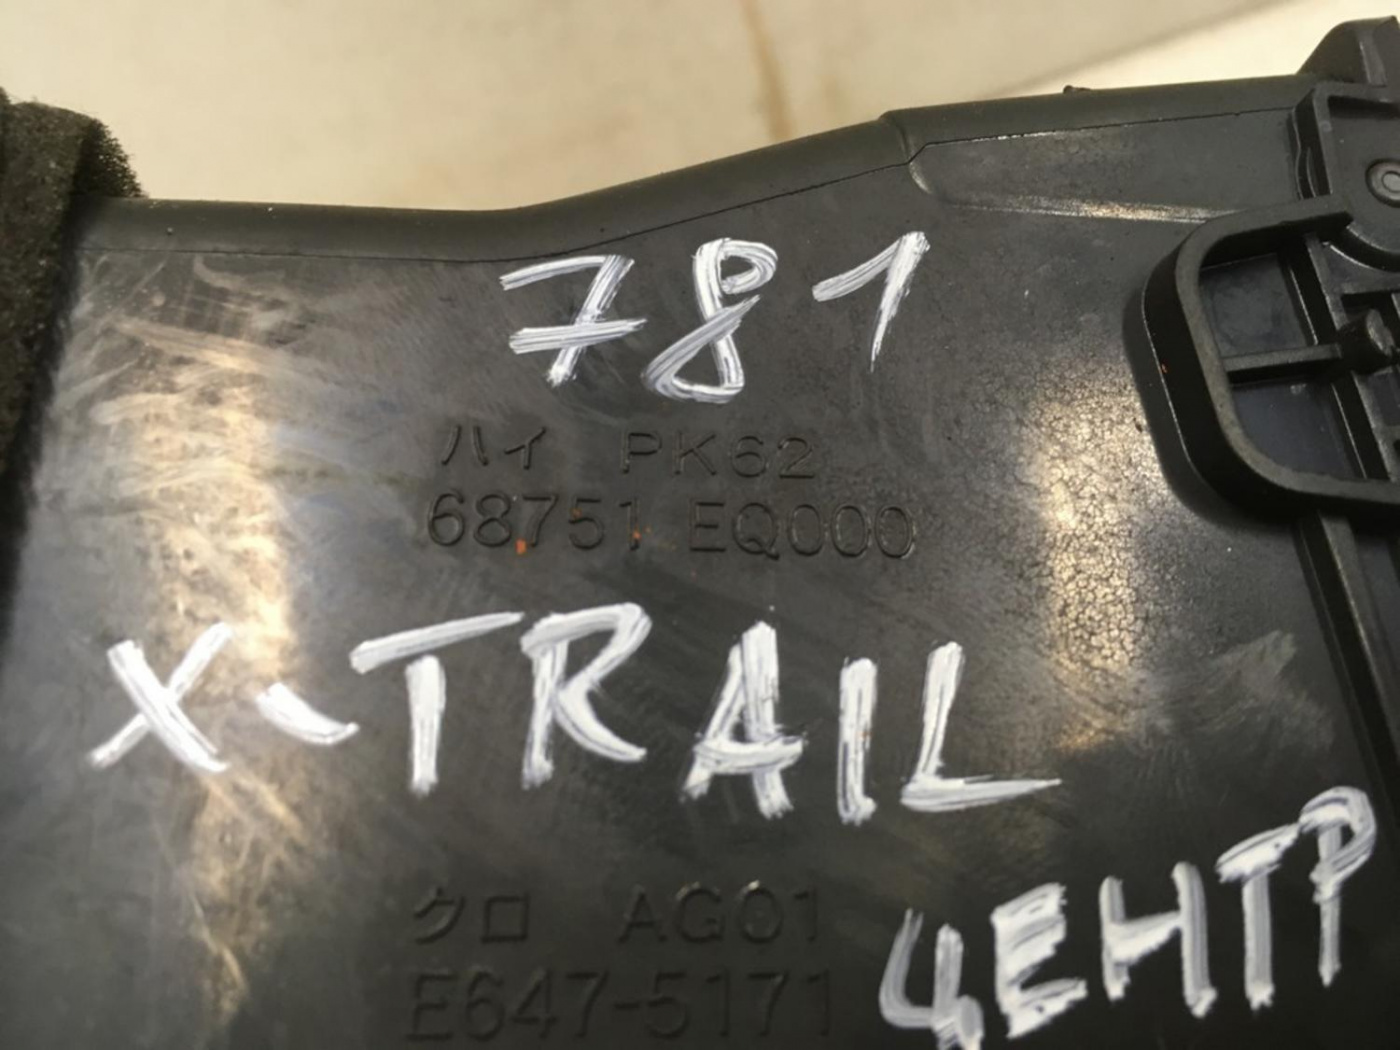 781
ハイ PK62
68751 EQ000
X-TRAIL
クロ AG01
E647-5171
ЦЕНТР